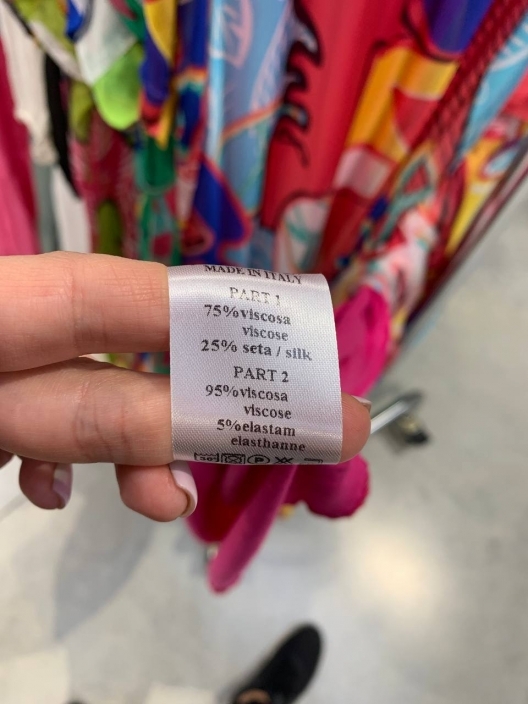 MADE IN ITALY
PART 1
75%viscosa
viscose
25% seta / silk
PART 2
95%viscosa
viscose
5%elastam
elasthanne